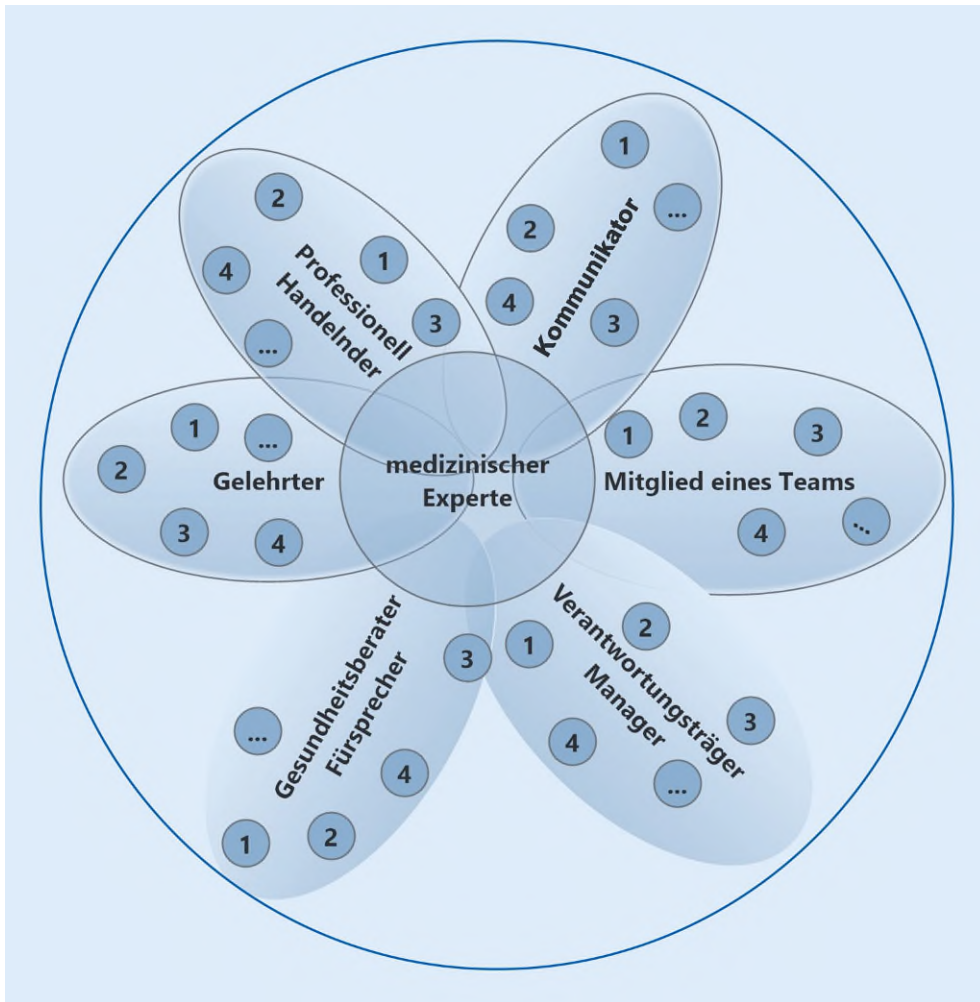 1
...
2
4
3
Kommunikator
2
1
4
3
...
Professionell
Handelnder
1
2
3
4
...
Mitglied eines Teams
1
...
2
3
4
Gelehrter
medizinischer
Experte
1
2
3
4
...
Verantwortungsträger
Manager
3
...
4
1
2
Gesundheitsberater
Fürsprecher